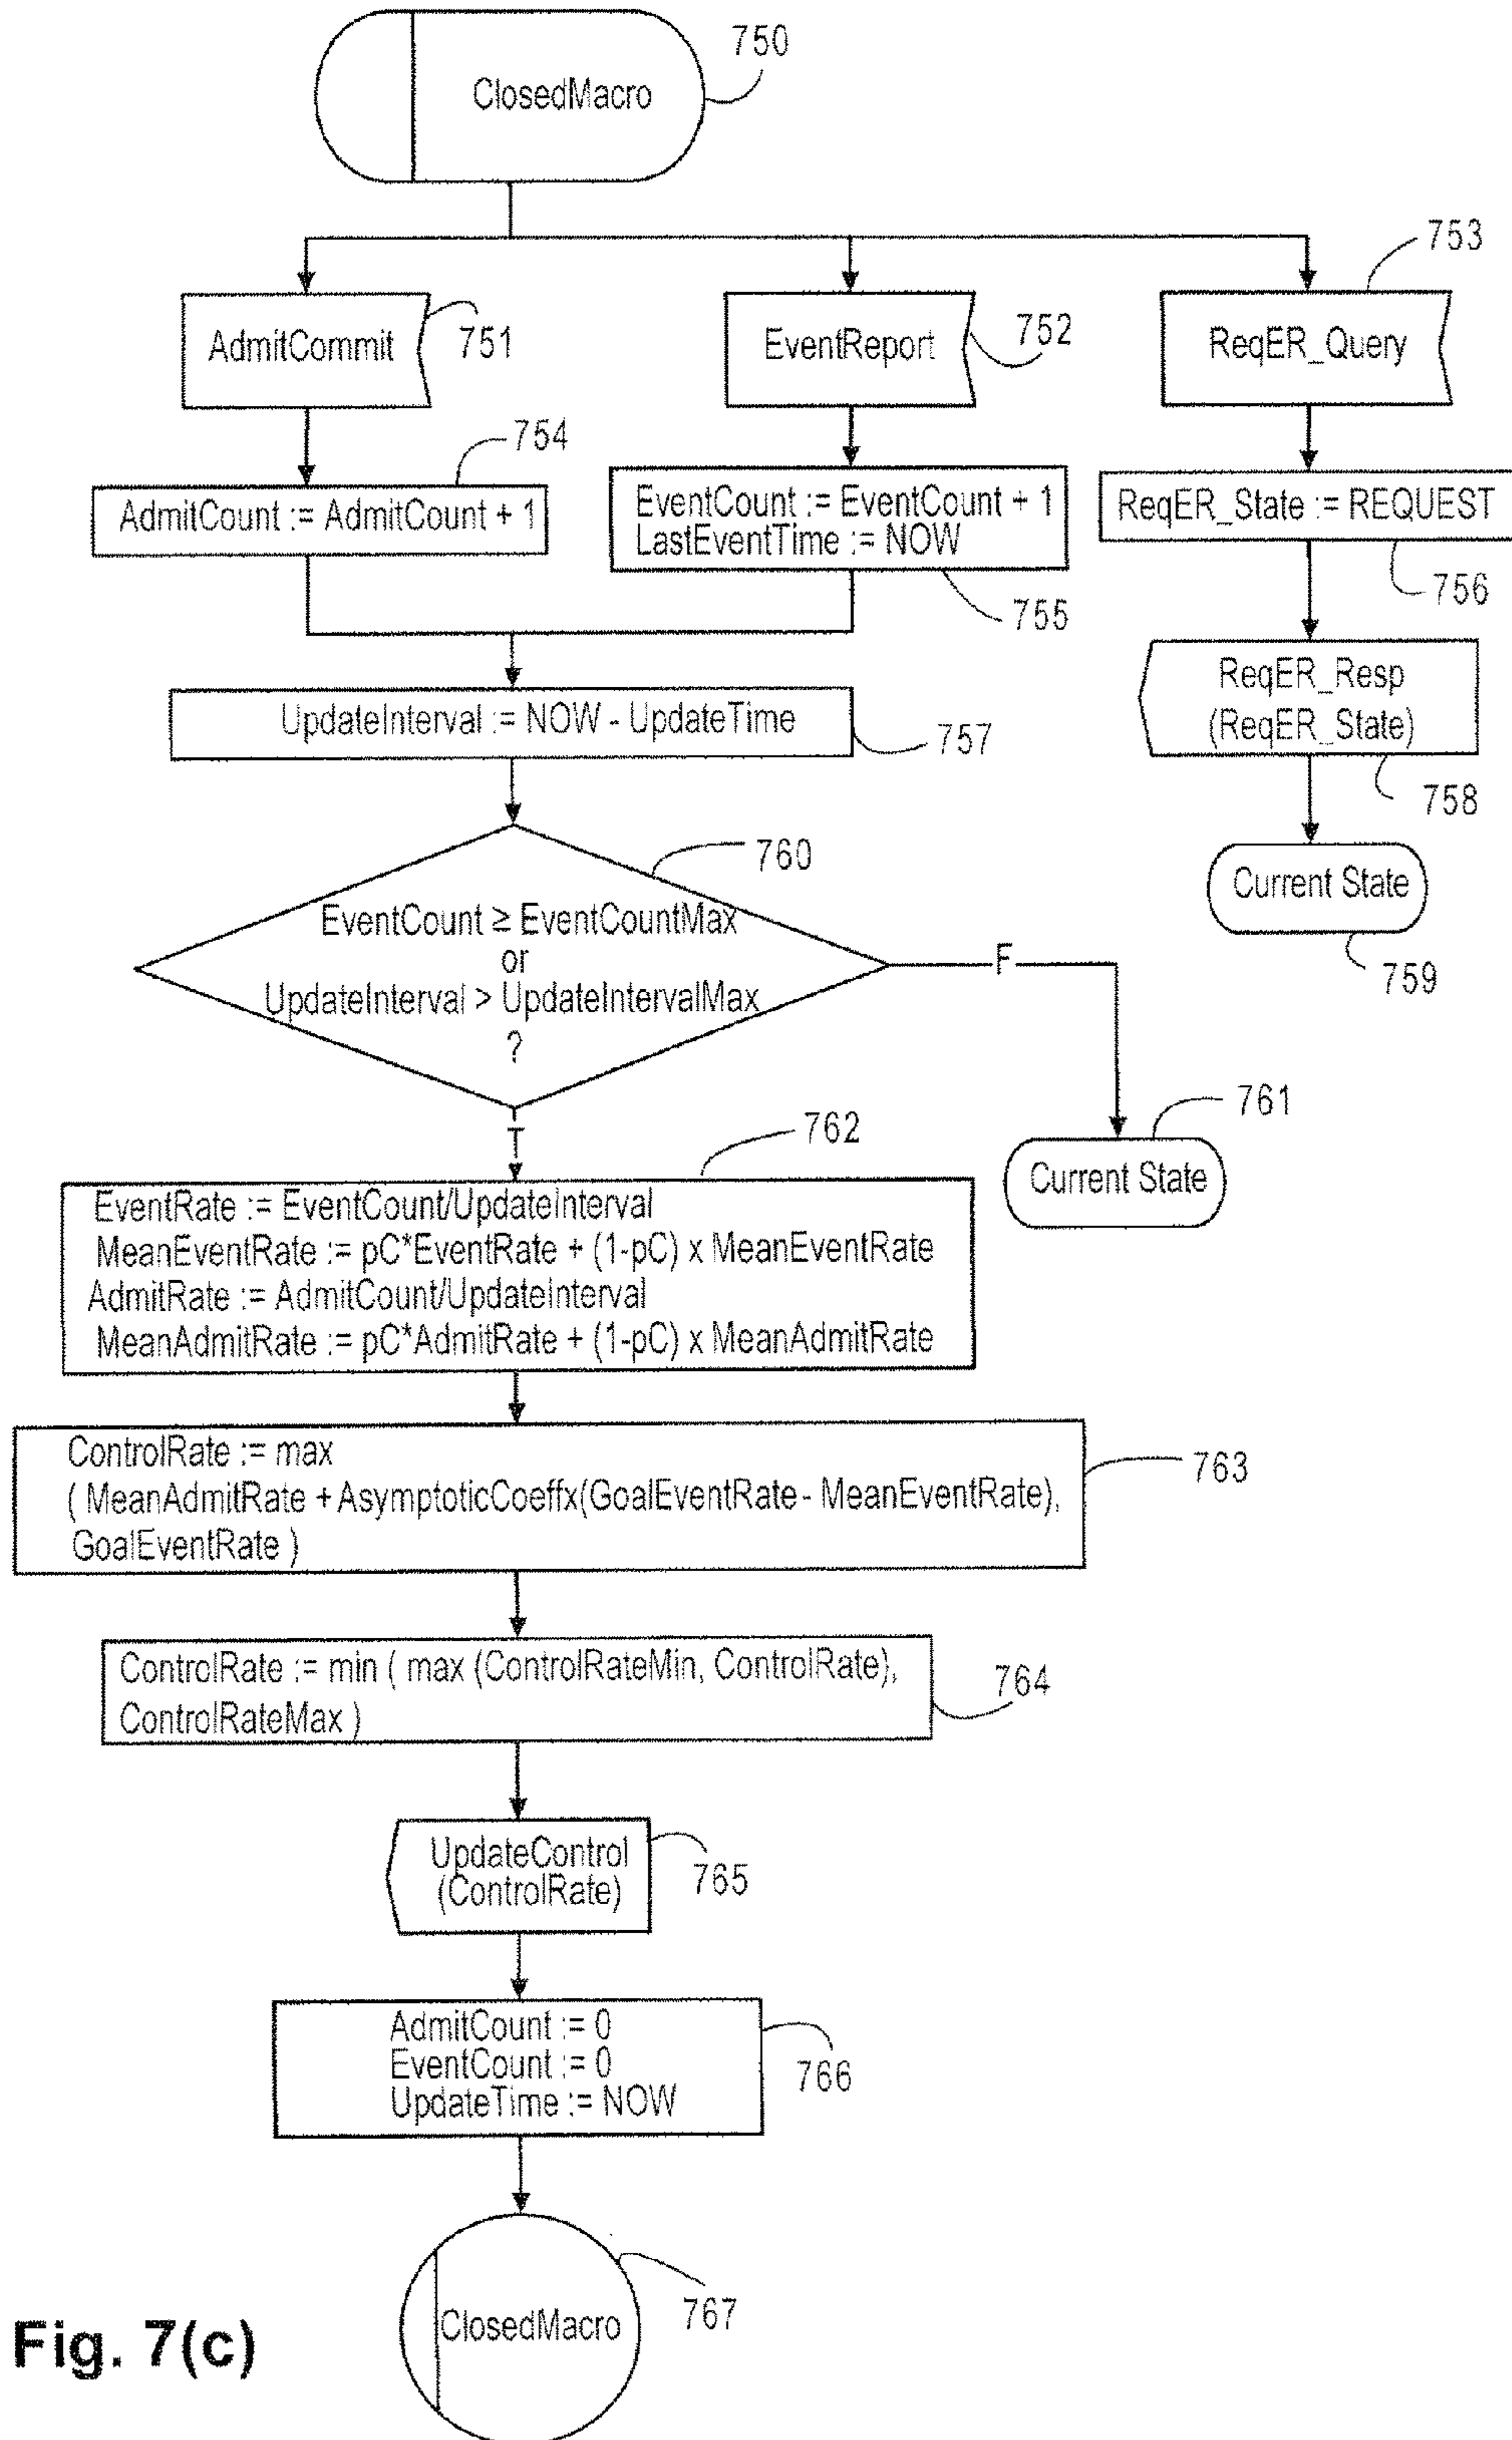 750
ClosedMacro
753
AdmitCommit
751
EventReport
752
ReqER_Query
754
AdmitCount := AdmitCount + 1
EventCount := EventCount + 1
LastEventTime := NOW
755
ReqER_State := REQUEST
756
UpdateInterval := NOW - UpdateTime
757
ReqER_Resp
(ReqER_State)
758
760
EventCount ≥ EventCountMax
or
UpdateInterval > UpdateIntervalMax
?
F
T
Current State
759
761
Current State
762
EventRate := EventCount/UpdateInterval
MeanEventRate := pC*EventRate + (1-pC) x MeanEventRate
AdmitRate := AdmitCount/UpdateInterval
MeanAdmitRate := pC*AdmitRate + (1-pC) x MeanAdmitRate
ControlRate := max
( MeanAdmitRate + AsymptoticCoeffx(GoalEventRate - MeanEventRate),
GoalEventRate )
763
ControlRate := min ( max (ControlRateMin, ControlRate),
ControlRateMax )
764
UpdateControl
(ControlRate)
765
AdmitCount := 0
EventCount := 0
UpdateTime := NOW
766
ClosedMacro
767
Fig. 7(c)